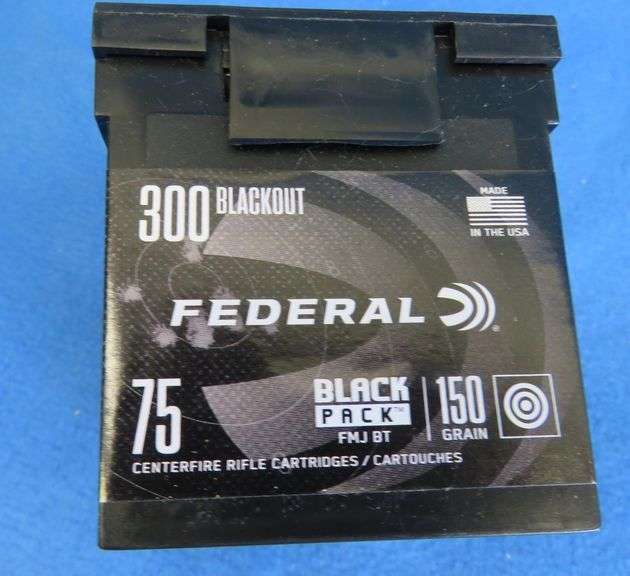 300 BLACKOUT
MADE
IN THE USA
FEDERAL®
75
BLACK
PACK™
FMJ BT
150
GRAIN
CENTERFIRE RIFLE CARTRIDGES / CARTOUCHES